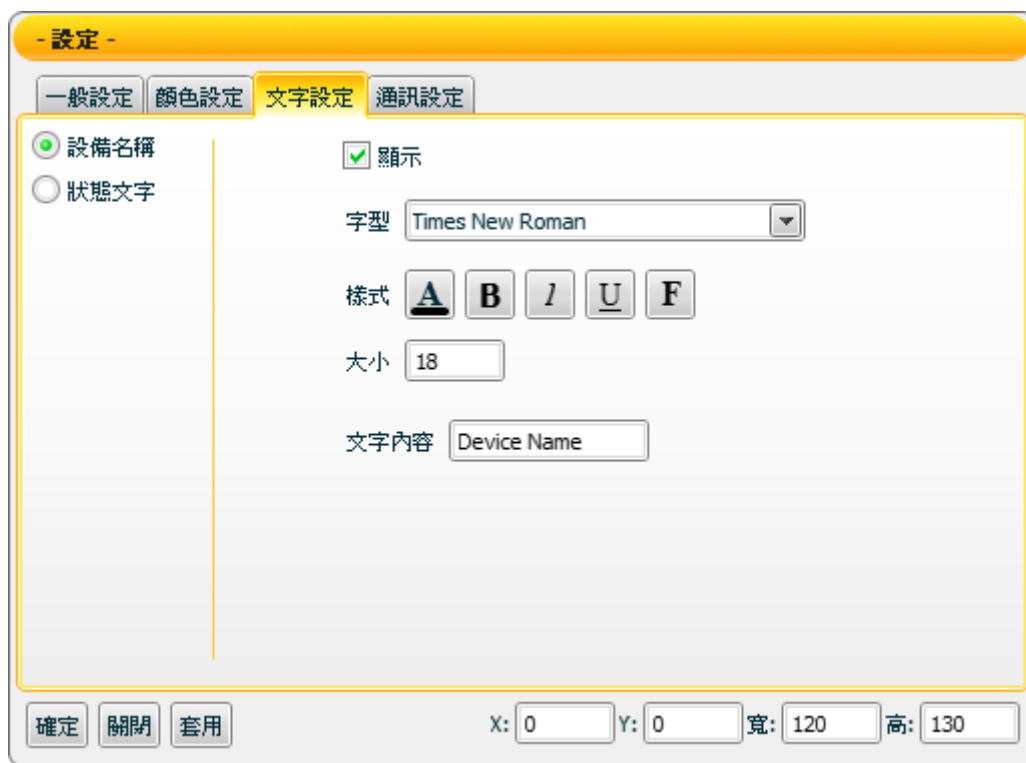 - 設定 -
一般設定 顏色設定 文字設定 通訊設定
設備名稱
狀態文字
顯示
字型 Times New Roman
樣式 A B I U F
大小 18
文字內容 Device Name
確定 關閉 套用 X: 0 Y: 0 寬: 120 高: 130